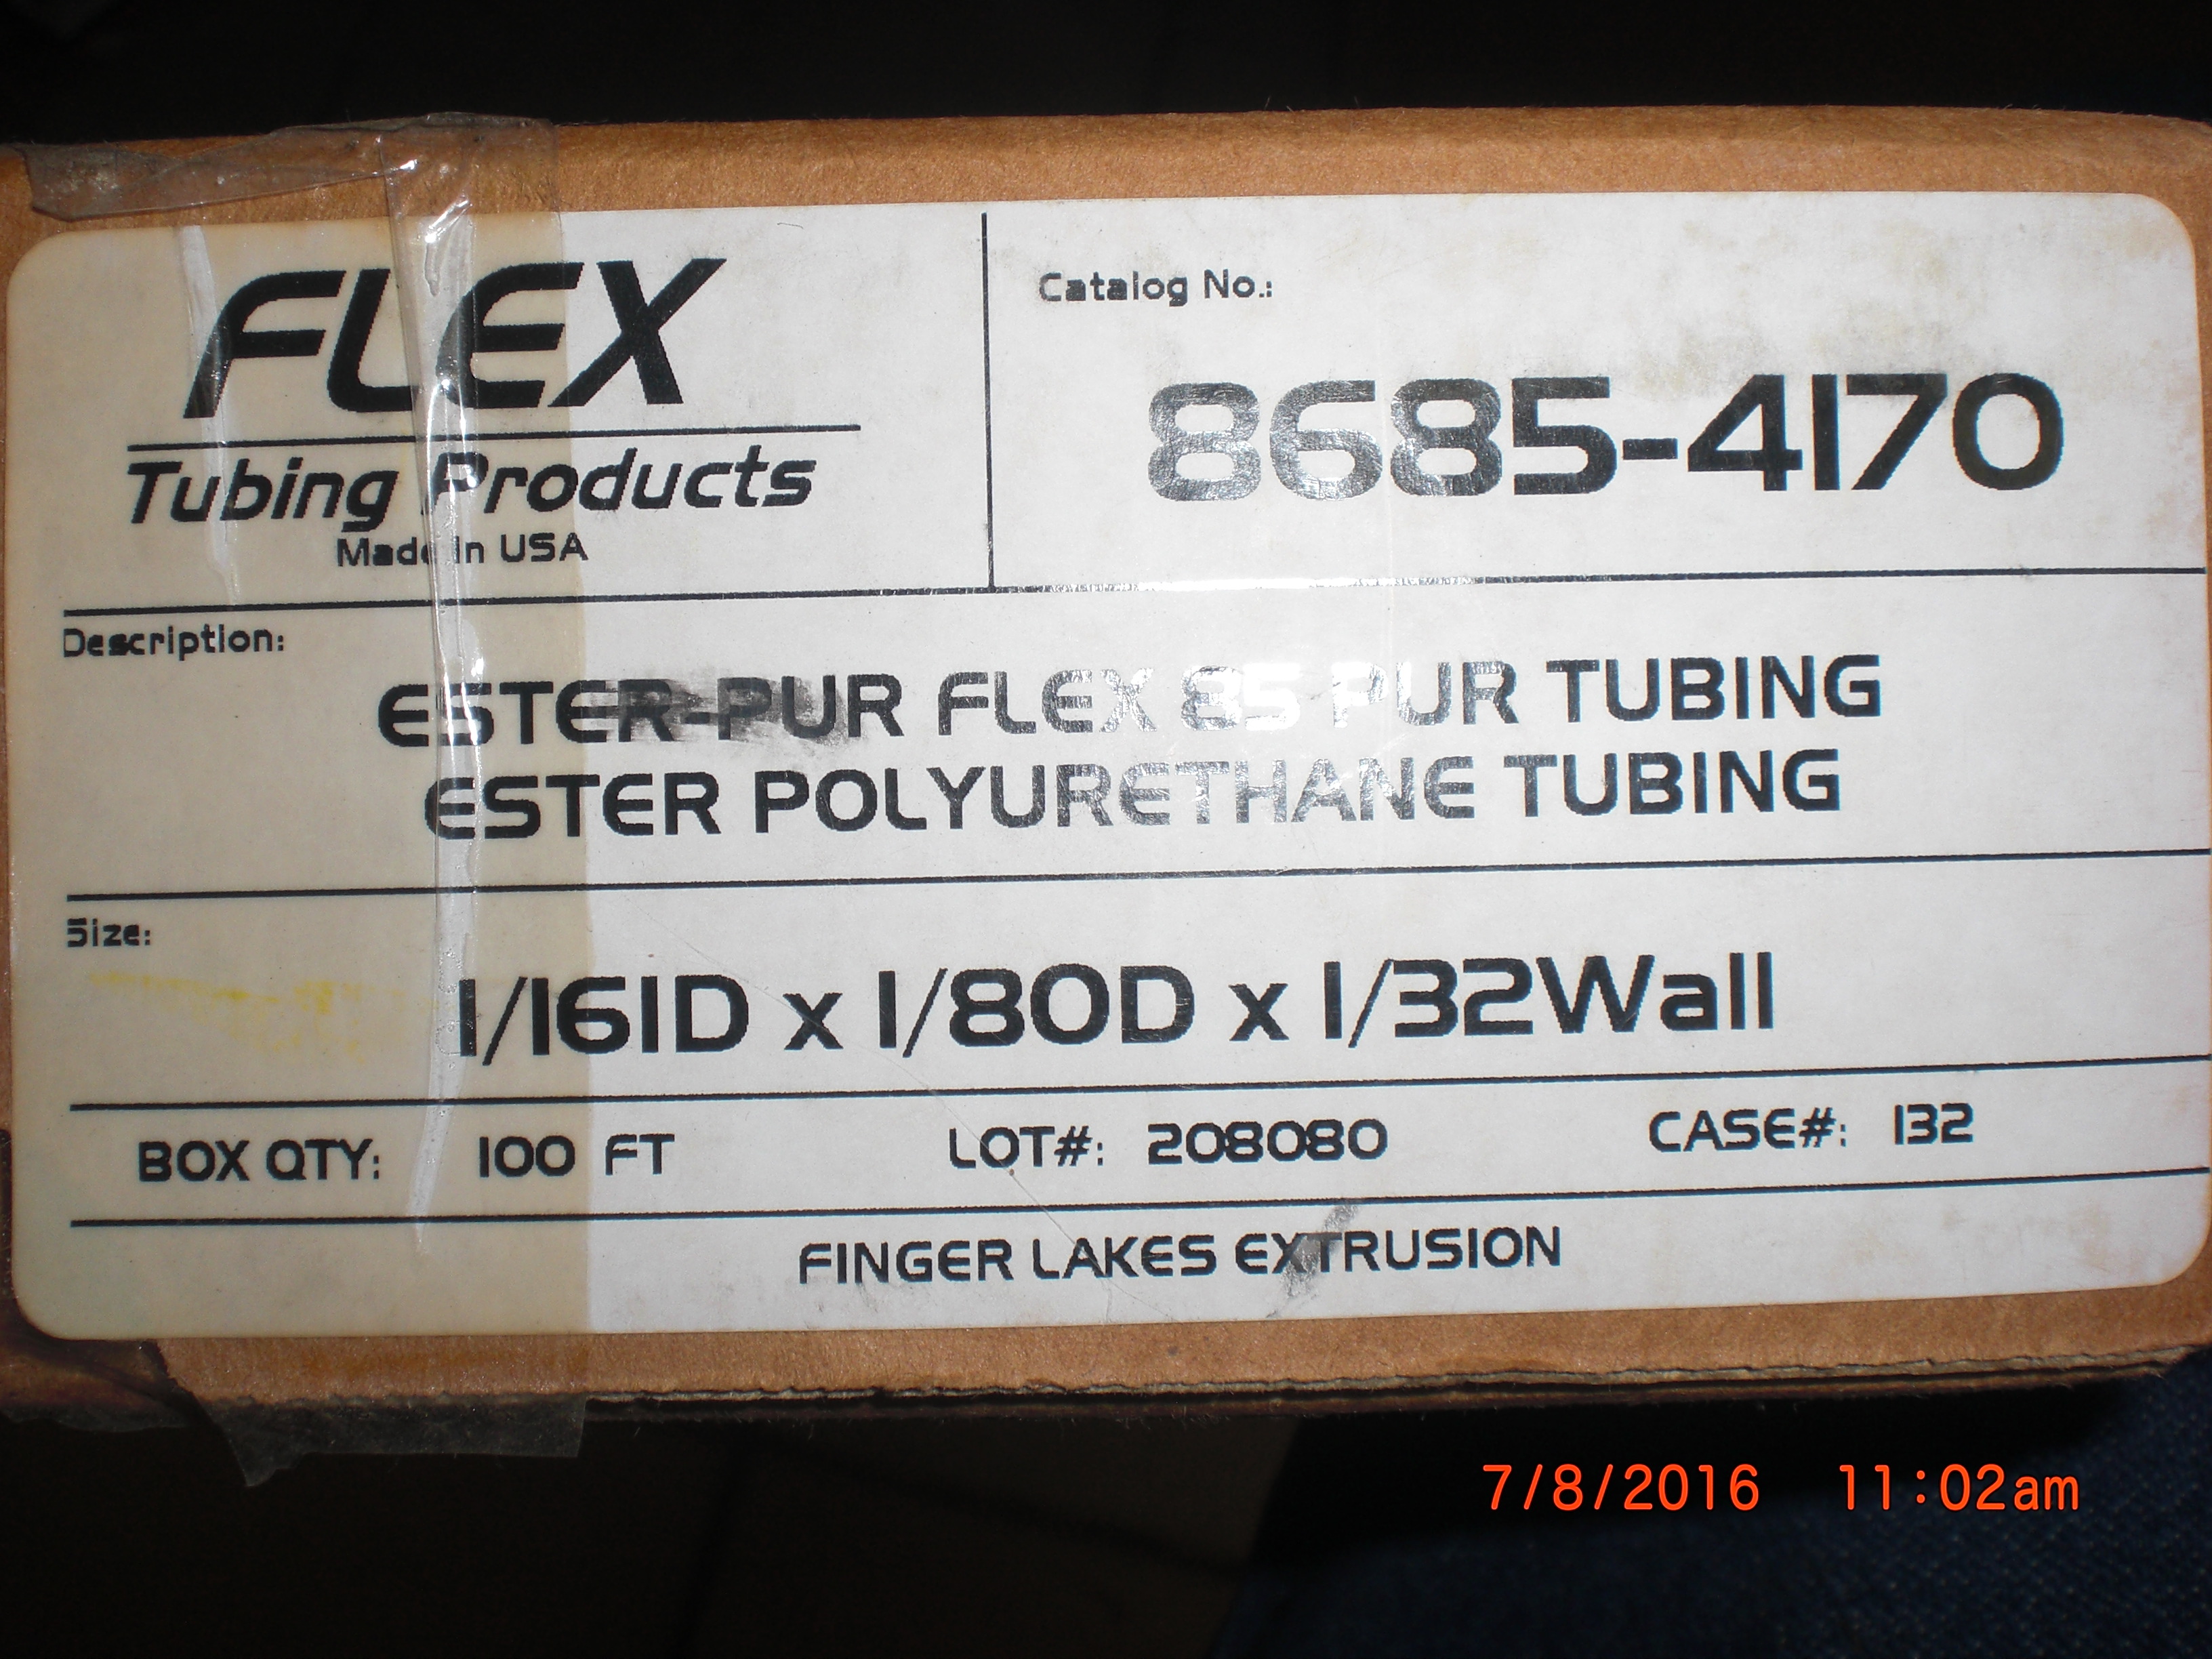 FLEX
Tubing Products
Made In USA
Catalog No.:
8685-4170
Description:
ESTER-PUR FLEX 85 PUR TUBING
ESTER POLYURETHANE TUBING
Size:
1/16ID x 1/8OD x 1/32Wall
BOX QTY: 100 FT LOT#: 208080 CASE#: 132
FINGER LAKES EXTRUSION
7/8/2016 11:02am